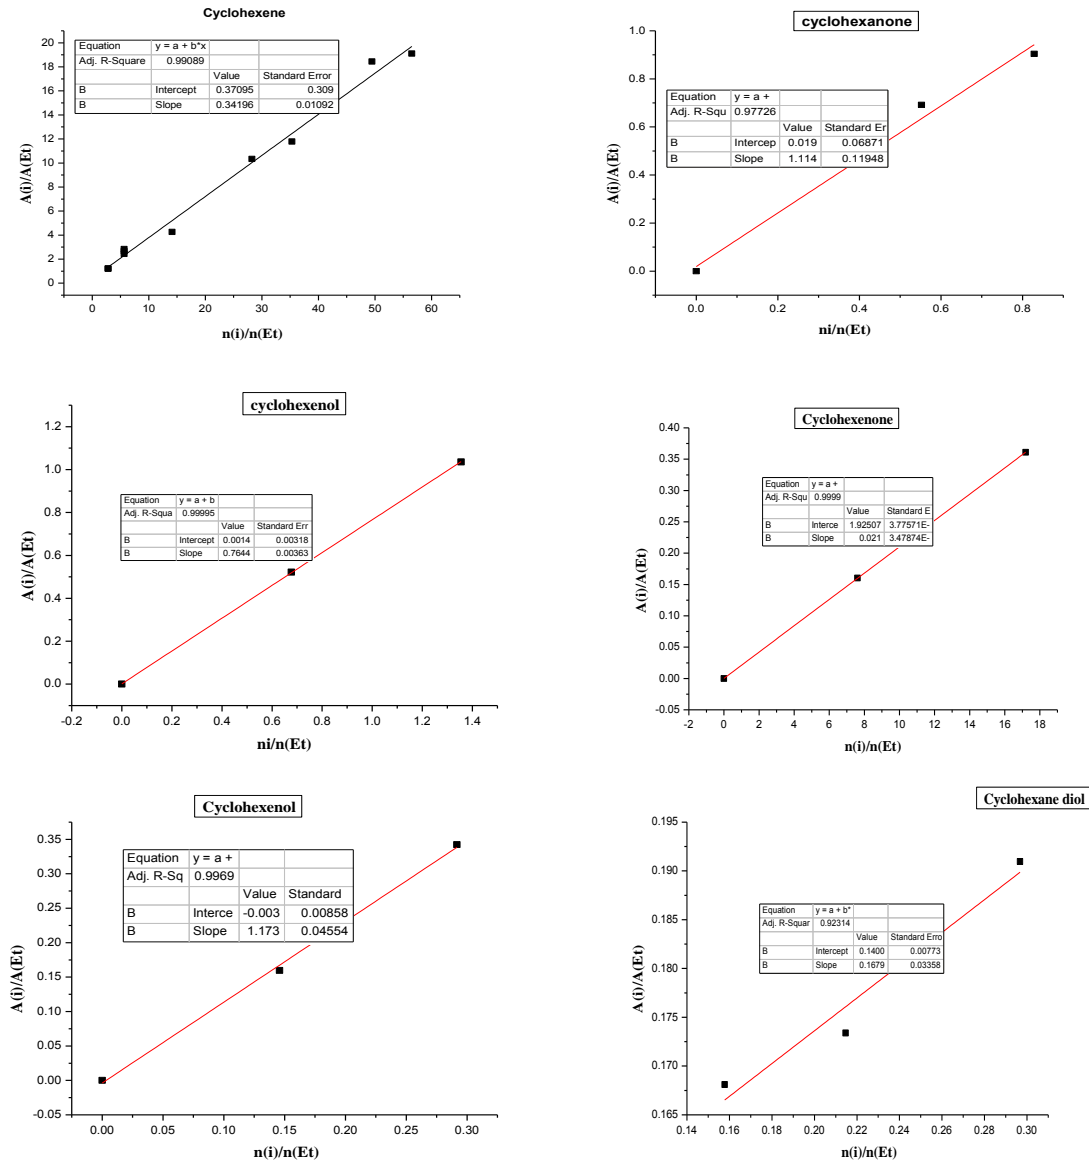 Cyclohexene
Equation y = a + b*x
Adj. R-Square 0.99089
Value Standard Error
B Intercept 0.37095 0.309
B Slope 0.34196 0.01092
20
18
16
14
12
10
8
6
4
2
0
A(i)/A(Et)
0 10 20 30 40 50 60
n(i)/n(Et)
cyclohexanone
Equation y = a +
Adj. R-Squ 0.97726
Value Standard Er
B Intercep 0.019 0.06871
B Slope 1.114 0.11948
1.0
0.8
0.6
0.4
0.2
0.0
A(i)/A(Et)
0.0 0.2 0.4 0.6 0.8
ni/n(Et)
cyclohexenol
Equation y = a + b
Adj. R-Squa 0.99995
Value Standard Err
B Intercept 0.0014 0.00318
B Slope 0.7644 0.00363
1.2
1.0
0.8
0.6
0.4
0.2
0.0
A(i)/A(Et)
-0.2 0.0 0.2 0.4 0.6 0.8 1.0 1.2 1.4
ni/n(Et)
Cyclohexenone
Equation y = a +
Adj. R-Squ 0.9999
Value Standard E
B Interce 1.92507 3.77571E-
B Slope 0.021 3.47874E-
0.40
0.35
0.30
0.25
0.20
0.15
0.10
0.05
0.00
-0.05
A(i)/A(Et)
-2 0 2 4 6 8 10 12 14 16 18
n(i)/n(Et)
Cyclohexenol
Equation y = a +
Adj. R-Sq 0.9969
Value Standard
B Interce -0.003 0.00858
B Slope 1.173 0.04554
0.35
0.30
0.25
0.20
0.15
0.10
0.05
0.00
-0.05
A(i)/A(Et)
0.00 0.05 0.10 0.15 0.20 0.25 0.30
n(i)/n(Et)
Cyclohexane diol
Equation y = a + b*
Adj. R-Squar 0.92314
Value Standard Erro
B Intercept 0.1400 0.00773
B Slope 0.1679 0.03358
0.195
0.190
0.185
0.180
0.175
0.170
0.165
A(i)/A(Et)
0.14 0.16 0.18 0.20 0.22 0.24 0.26 0.28 0.30
n(i)/n(Et)